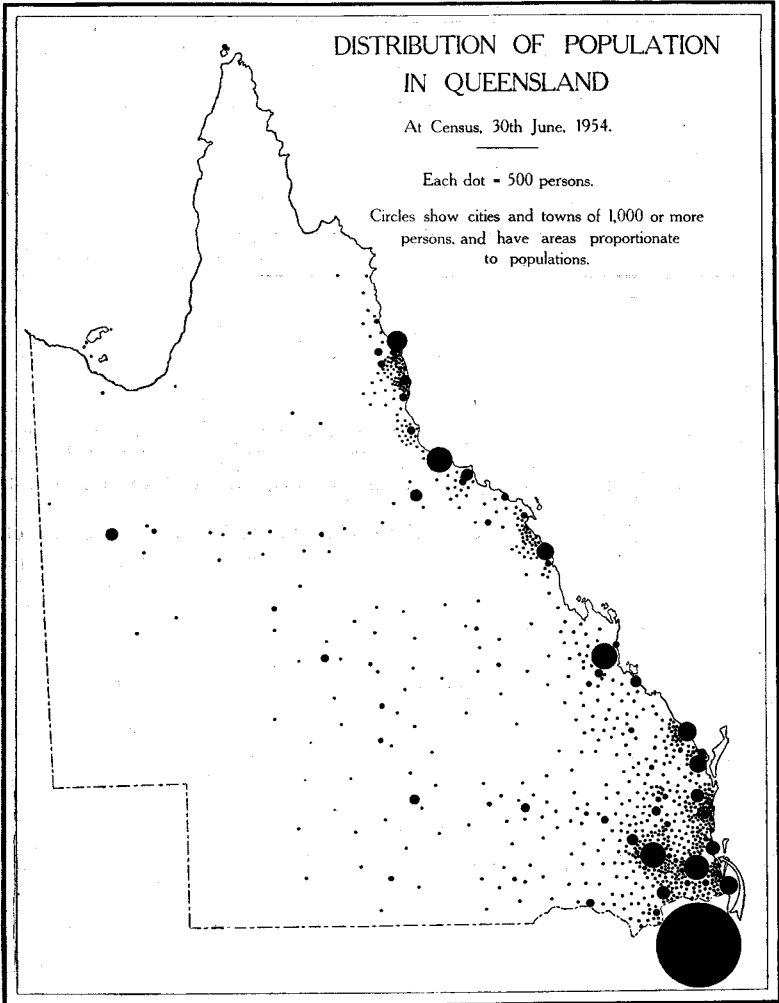 DISTRIBUTION OF POPULATION
IN QUEENSLAND
At Census, 30th June, 1954.
Each dot = 500 persons.
Circles show cities and towns of 1,000 or more
persons, and have areas proportionate
to populations.